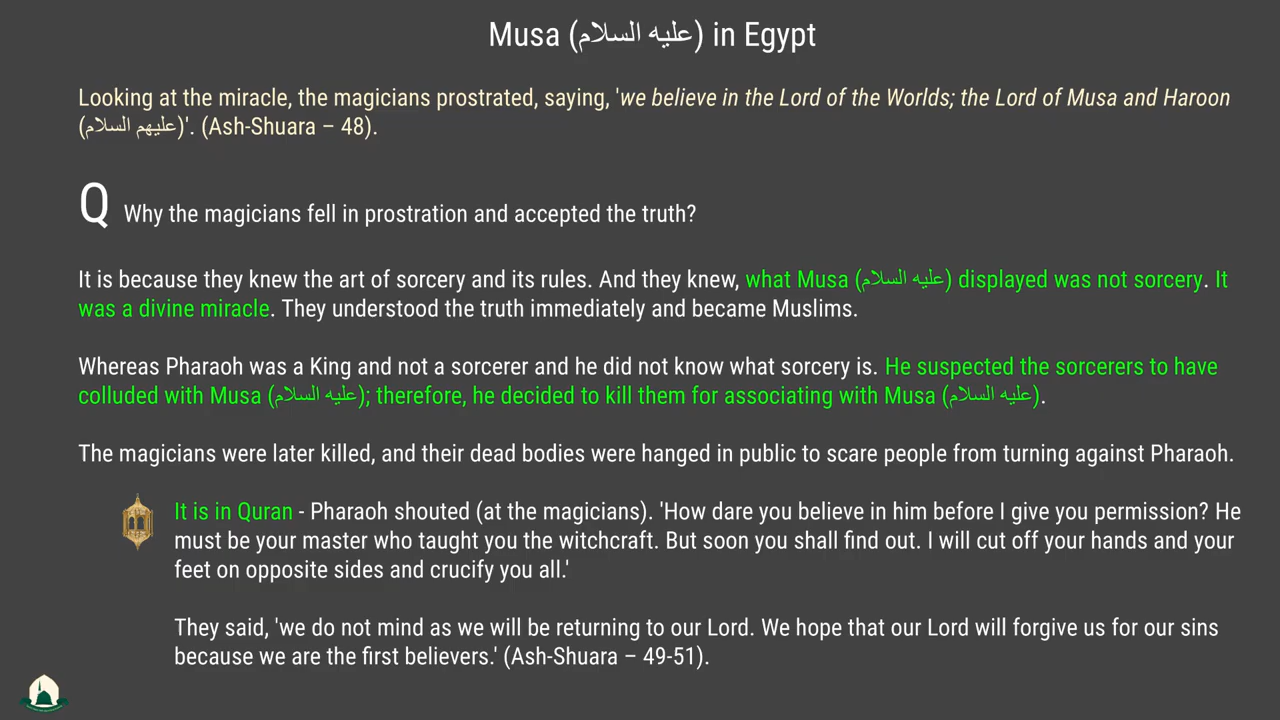 Musa (عليه السلام) in Egypt
Looking at the miracle, the magicians prostrated, saying, 'we believe in the Lord of the Worlds; the Lord of Musa and Haroon
(عليهم السلام)'. (Ash-Shuara – 48).
Q Why the magicians fell in prostration and accepted the truth?
It is because they knew the art of sorcery and its rules. And they knew, what Musa (عليه السلام) displayed was not sorcery. It
was a divine miracle. They understood the truth immediately and became Muslims.
Whereas Pharaoh was a King and not a sorcerer and he did not know what sorcery is. He suspected the sorcerers to have
colluded with Musa (عليه السلام); therefore, he decided to kill them for associating with Musa (عليه السلام).
The magicians were later killed, and their dead bodies were hanged in public to scare people from turning against Pharaoh.
It is in Quran - Pharaoh shouted (at the magicians). 'How dare you believe in him before I give you permission? He
must be your master who taught you the witchcraft. But soon you shall find out. I will cut off your hands and your
feet on opposite sides and crucify you all.'
They said, 'we do not mind as we will be returning to our Lord. We hope that our Lord will forgive us for our sins
because we are the first believers.' (Ash-Shuara – 49-51).